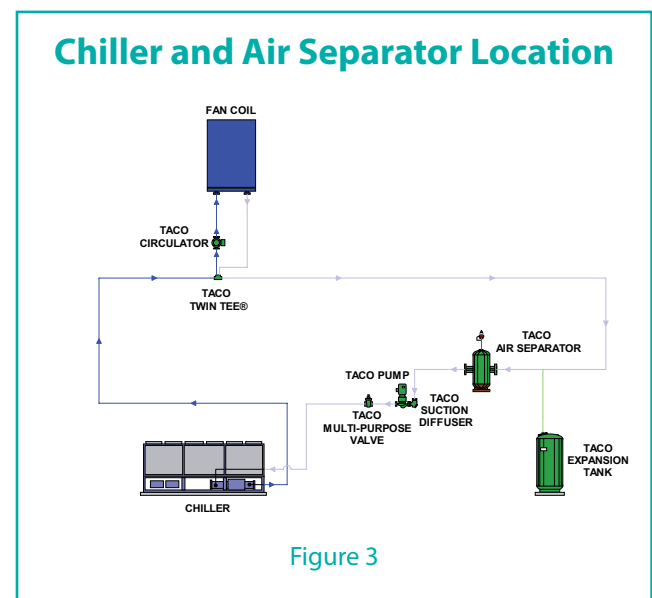 Chiller and Air Separator Location
FAN COIL
TACO
CIRCULATOR
TACO
TWIN TEE®
TACO
AIR SEPARATOR
TACO PUMP
TACO
MULTI-PURPOSE
VALVE
TACO
SUCTION
DIFFUSER
TACO
EXPANSION
TANK
CHILLER
Figure 3